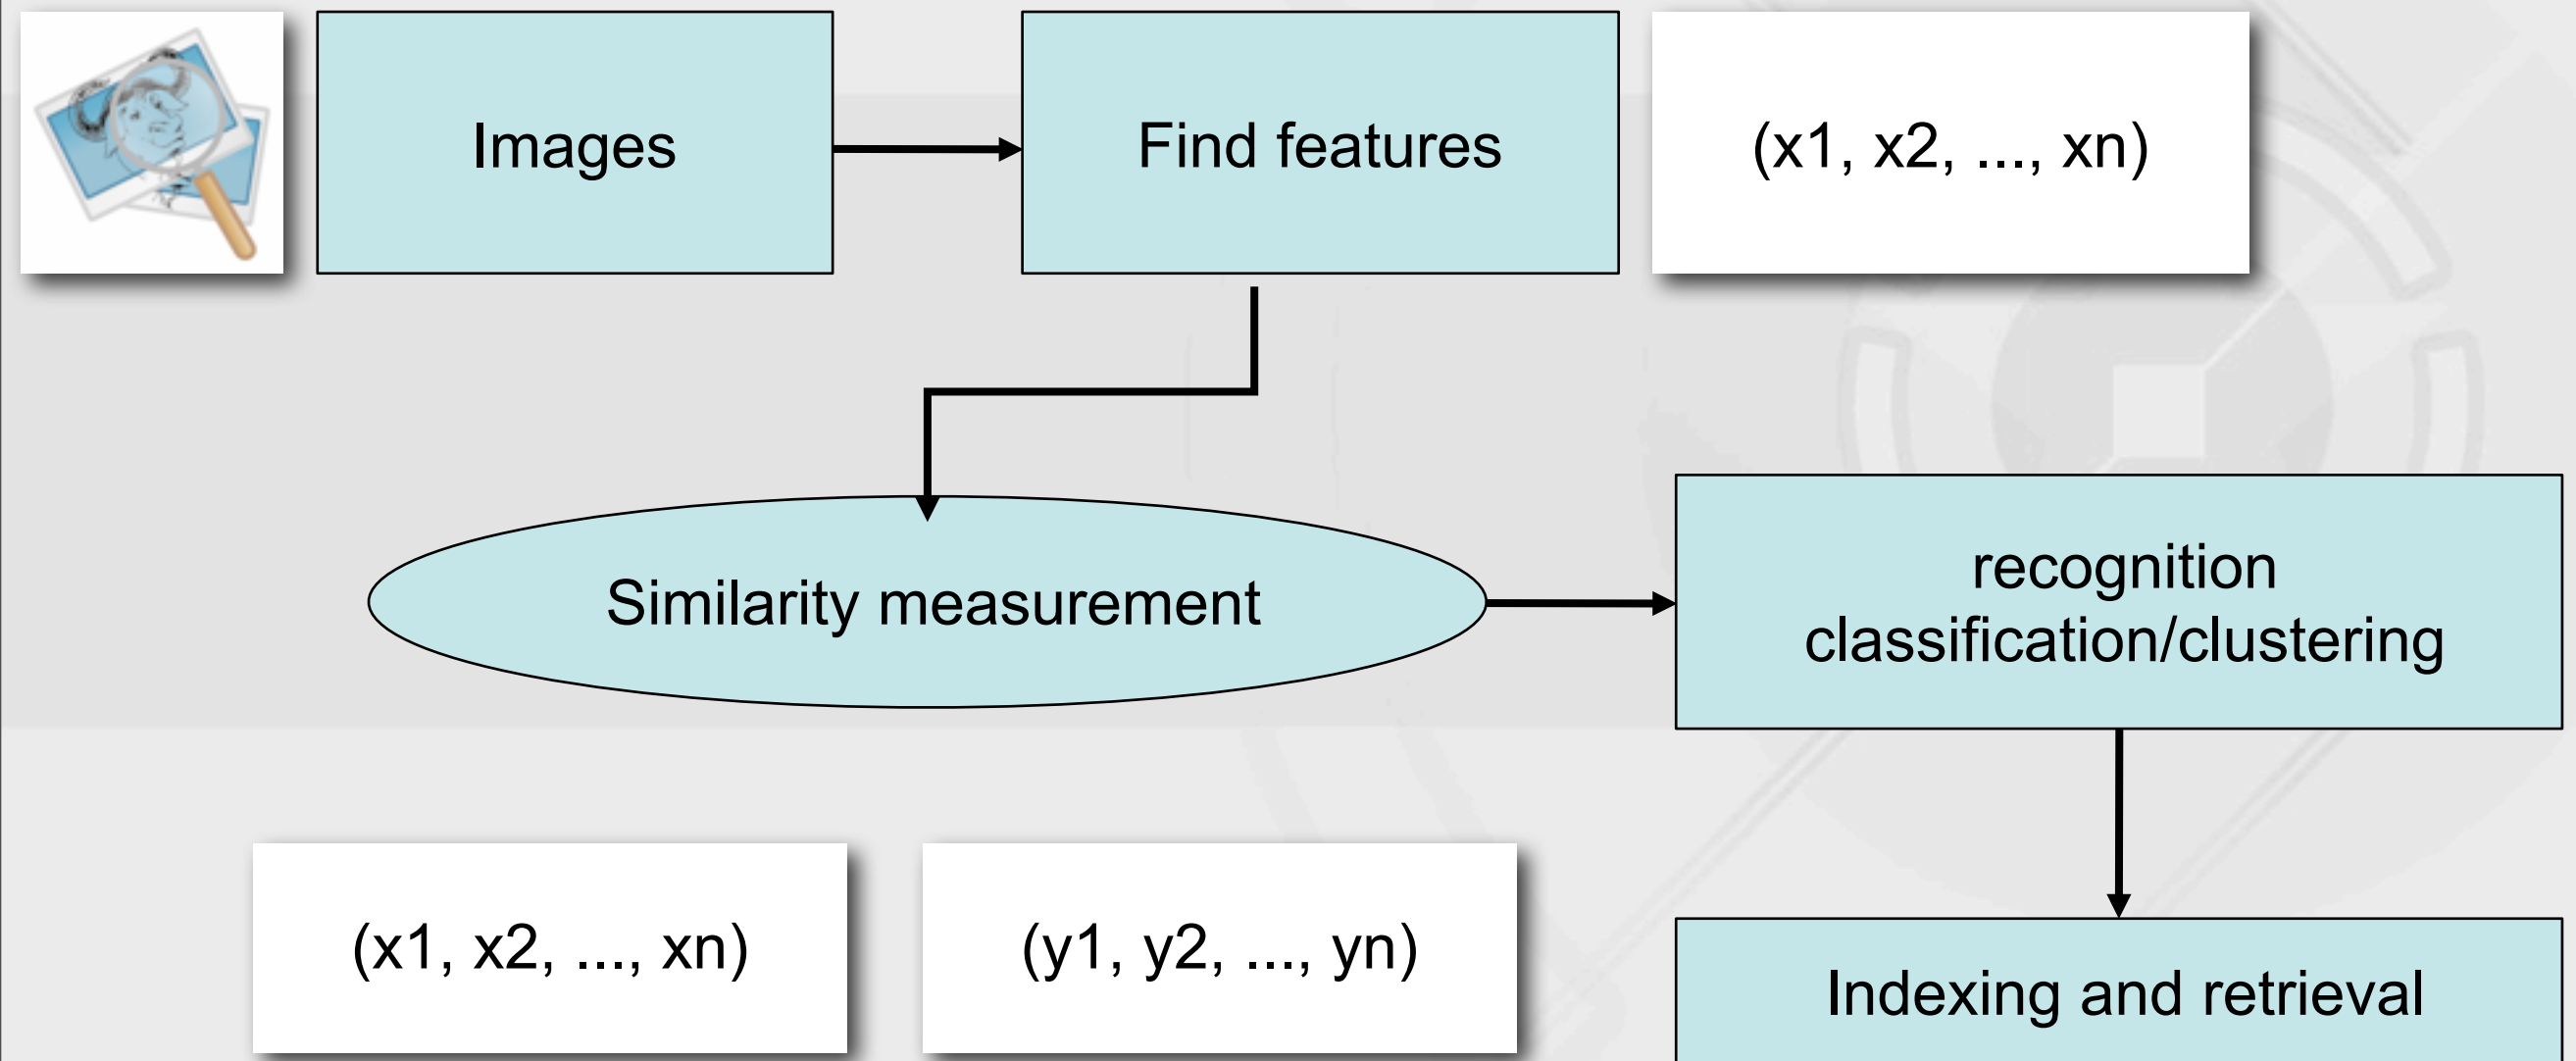 Images
Find features
(x1, x2, ..., xn)
Similarity measurement
recognition
classification/clustering
(x1, x2, ..., xn)
(y1, y2, ..., yn)
Indexing and retrieval